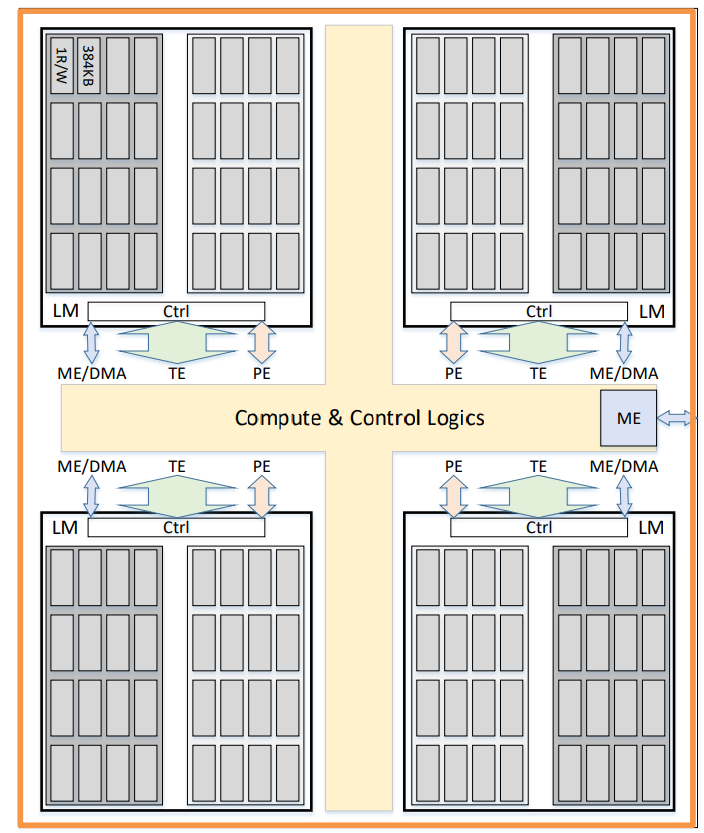 1R/W
384KB
LM
Ctrl
Ctrl
LM
ME/DMA
TE
PE
PE
TE
ME/DMA
Compute & Control Logics
ME
ME/DMA
TE
PE
PE
TE
ME/DMA
LM
Ctrl
Ctrl
LM